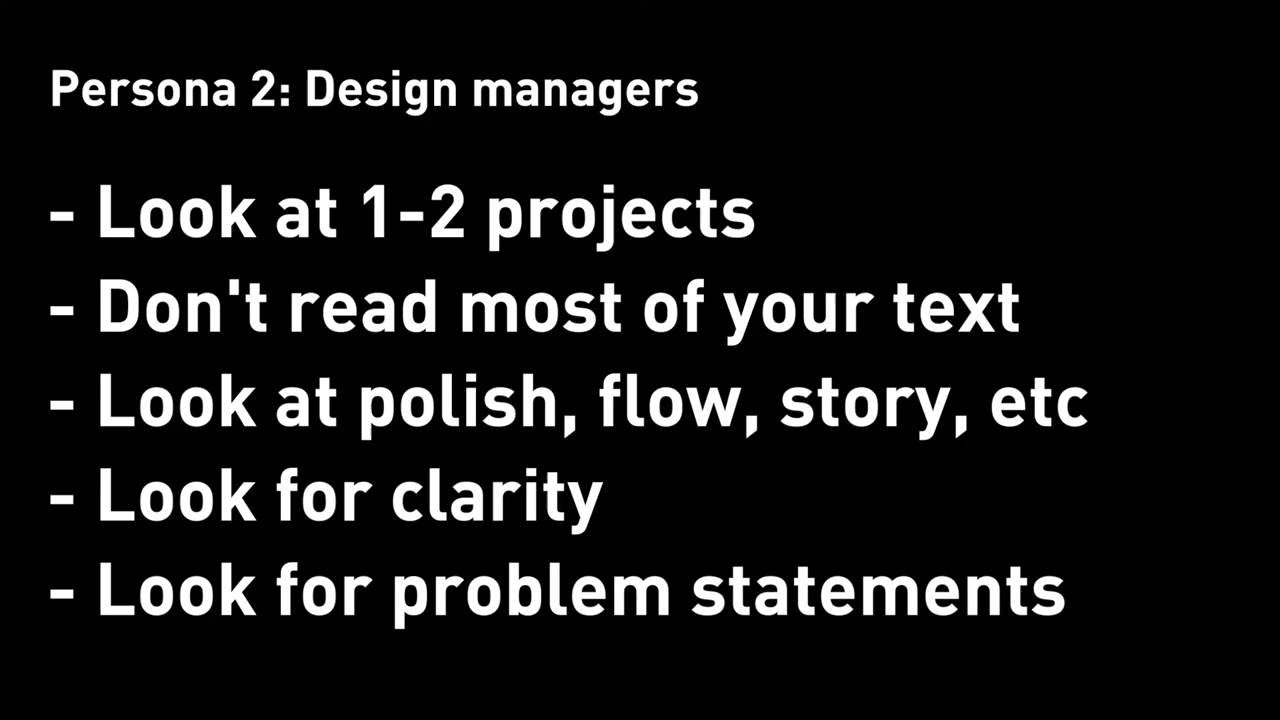 Persona 2: Design managers
- Look at 1-2 projects
- Don't read most of your text
- Look at polish, flow, story, etc
- Look for clarity
- Look for problem statements